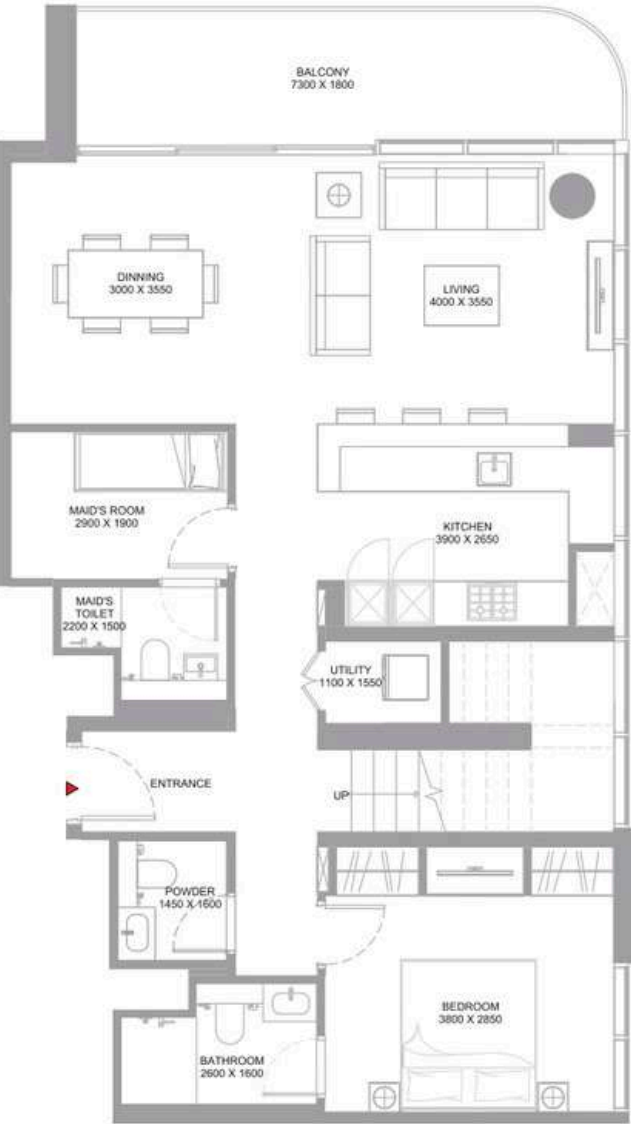 BALCONY
7300 X 1800
DINNING
3000 X 3550
LIVING
4000 X 3550
MAID'S ROOM
2900 X 1900
KITCHEN
3900 X 2650
MAID'S
TOILET
2200 X 1500
UTILITY
1100 X 1550
ENTRANCE
UP
POWDER
1450 X 1600
BEDROOM
3800 X 2850
BATHROOM
2600 X 1600